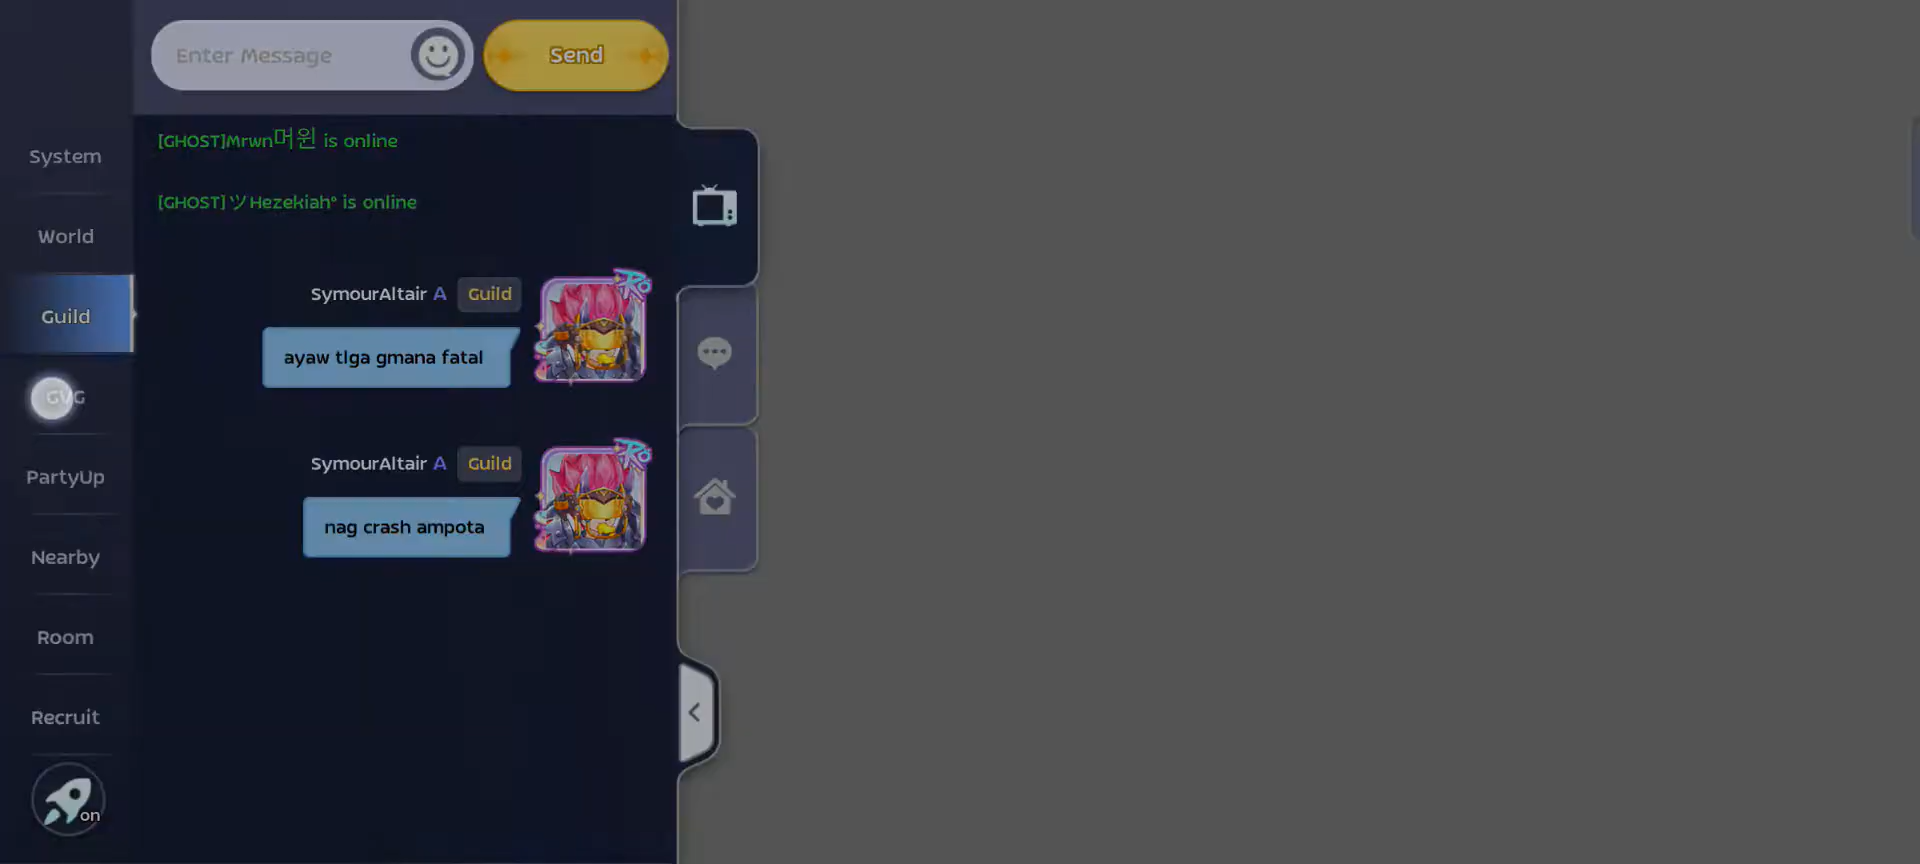 Enter Message
Send
[GHOST]Mrwn머윈 is online
[GHOST]ツHezekiah° is online
System
World
Guild
GVG
PartyUp
Nearby
Room
Recruit
on
SymourAltair A Guild
ayaw tlga gmana fatal
SymourAltair A Guild
nag crash ampota